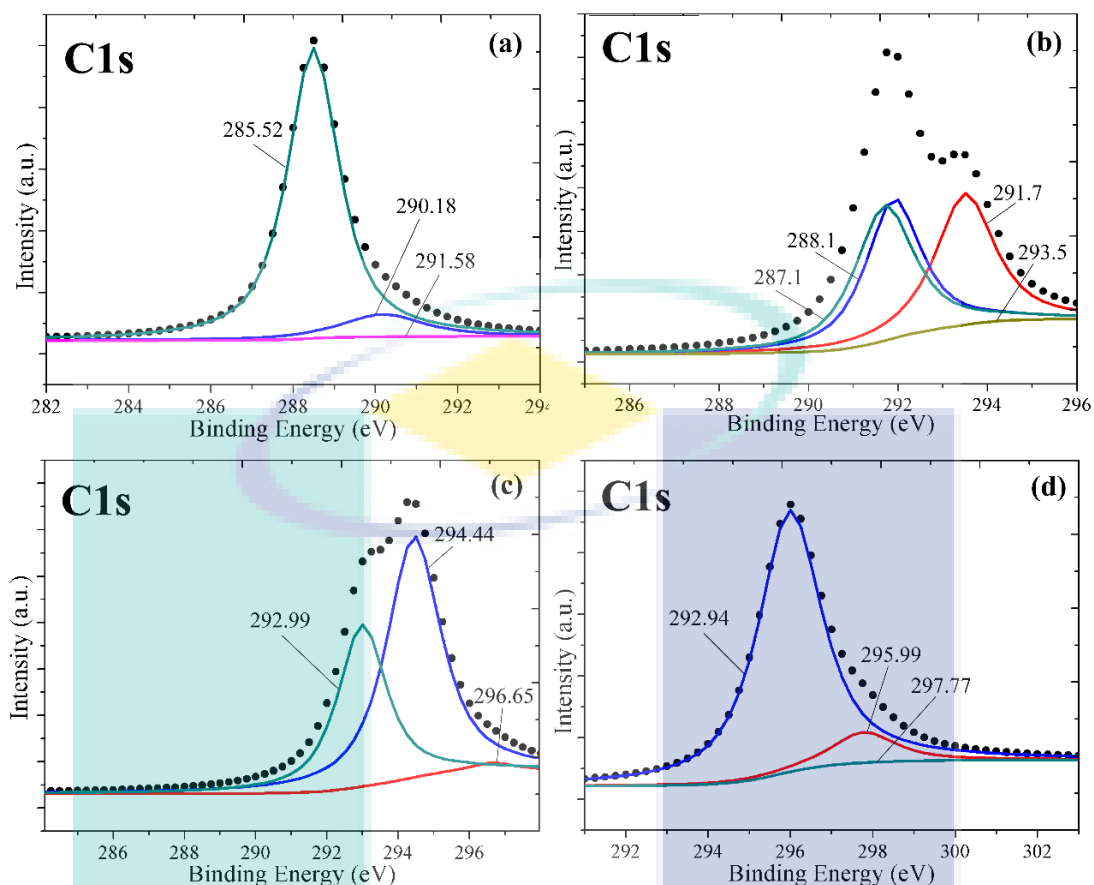 C1s
(a)
285.52
290.18
291.58
Intensity (a.u.)
282 284 286 288 290 292 294
Binding Energy (eV)
C1s
(b)
291.7
288.1
293.5
287.1
Intensity (a.u.)
286 288 290 292 294 296
Binding Energy (eV)
C1s
(c)
294.44
292.99
296.65
Intensity (a.u.)
286 288 290 292 294 296
Binding Energy (eV)
C1s
(d)
292.94
295.99
297.77
Intensity (a.u.)
292 294 296 298 300 302
Binding Energy (eV)